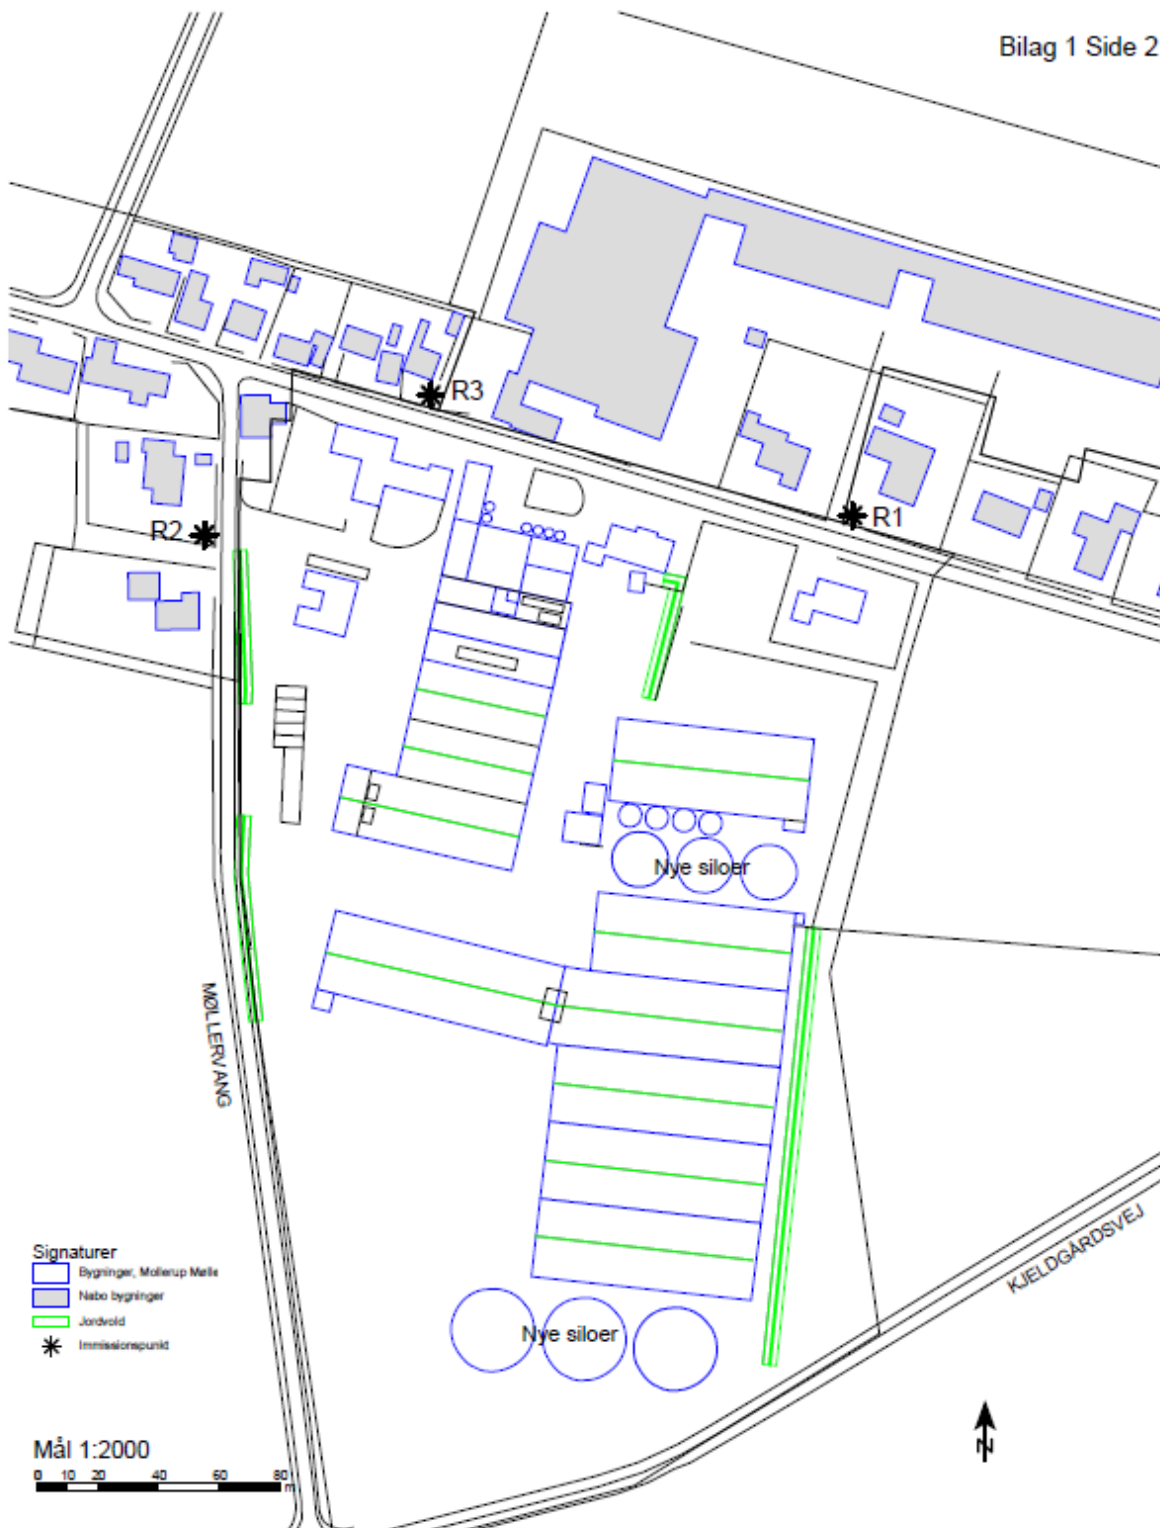 Bilag 1 Side 2
R3
R1
R2
Nye siloer
MØLLERVANG
KJELDGÅRDSVEJ
Nye siloer
Signaturer
Bygninger, Mollerup Mølle
Nabo bygninger
Jordvold
Immissionspunkt
Mål 1:2000
0 10 20 40 60 80
m
N